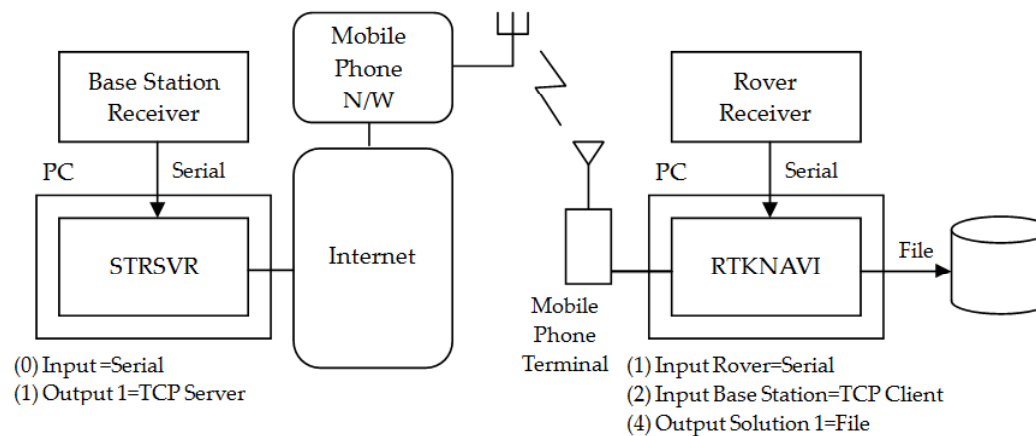 Base Station
Receiver
Mobile
Phone
N/W
Rover
Receiver
PC
Serial
PC
Serial
STRSVR
Internet
RTKNAVI
File
Mobile
Phone
Terminal
(0) Input =Serial
(1) Output 1=TCP Server
(1) Input Rover=Serial
(2) Input Base Station=TCP Client
(4) Output Solution 1=File